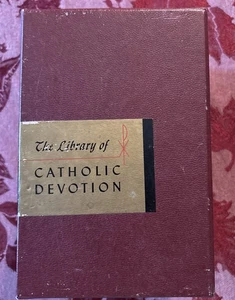 The Library of
CATHOLIC
DEVOTION